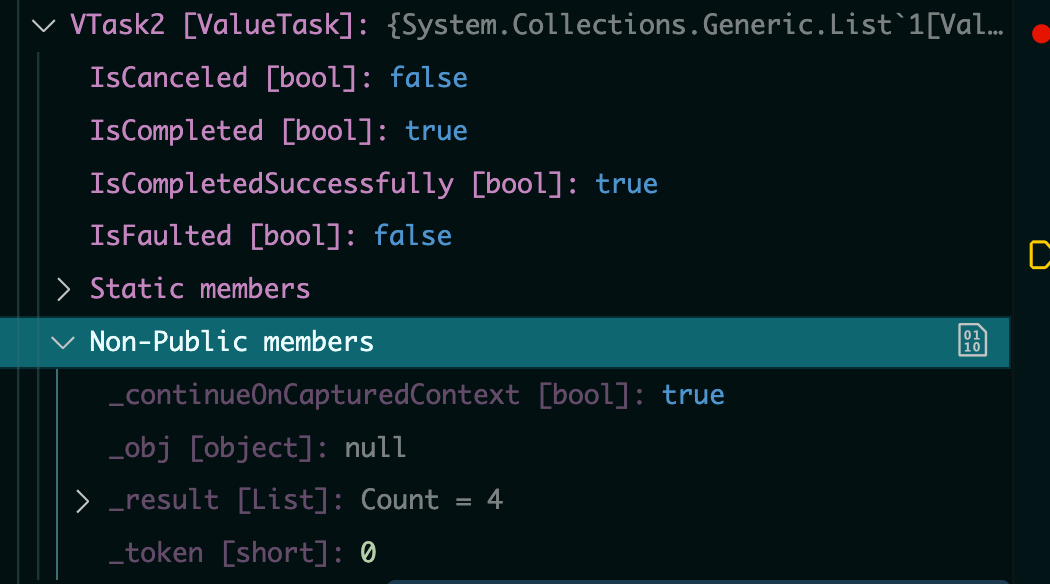 VTask2 [ValueTask]: {System.Collections.Generic.List`1[Val…
IsCanceled [bool]: false
IsCompleted [bool]: true
IsCompletedSuccessfully [bool]: true
IsFaulted [bool]: false
Static members
Non-Public members
01
10
_continueOnCapturedContext [bool]: true
_obj [object]: null
_result [List]: Count = 4
_token [short]: 0